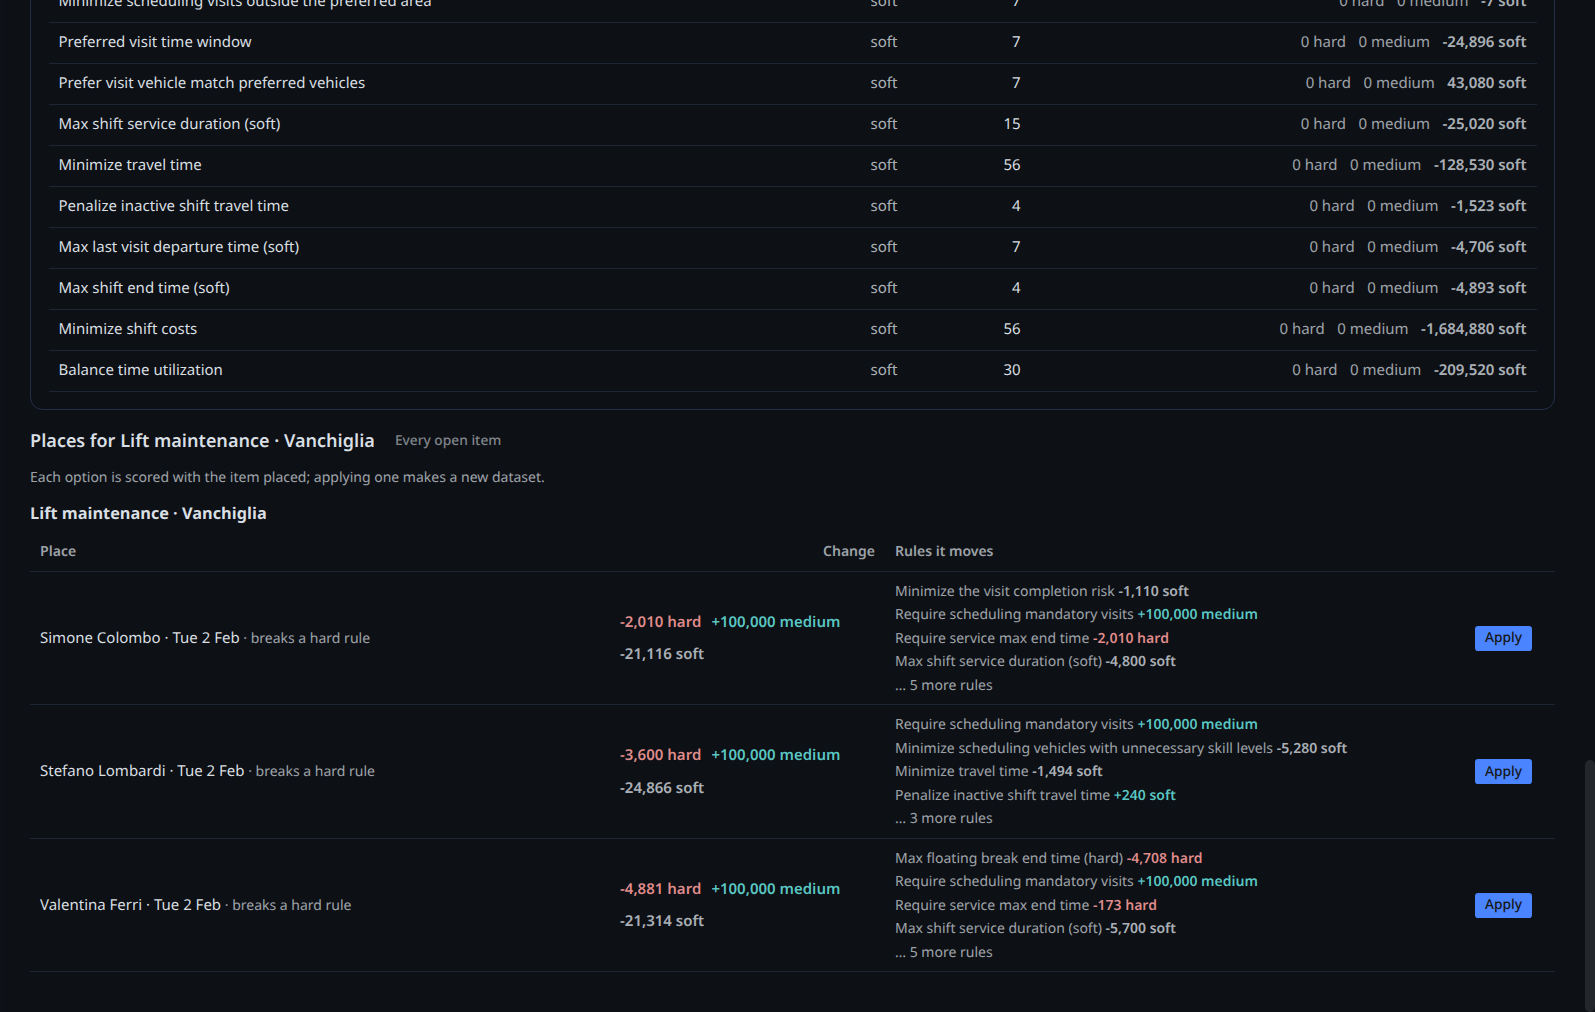 Minimize scheduling visits outside the preferred area soft 7 0 hard 0 medium -7 soft
Preferred visit time window soft 7 0 hard 0 medium -24,896 soft
Prefer visit vehicle match preferred vehicles soft 7 0 hard 0 medium 43,080 soft
Max shift service duration (soft) soft 15 0 hard 0 medium -25,020 soft
Minimize travel time soft 56 0 hard 0 medium -128,530 soft
Penalize inactive shift travel time soft 4 0 hard 0 medium -1,523 soft
Max last visit departure time (soft) soft 7 0 hard 0 medium -4,706 soft
Max shift end time (soft) soft 4 0 hard 0 medium -4,893 soft
Minimize shift costs soft 56 0 hard 0 medium -1,684,880 soft
Balance time utilization soft 30 0 hard 0 medium -209,520 soft
Places for Lift maintenance · Vanchiglia Every open item
Each option is scored with the item placed; applying one makes a new dataset.
Lift maintenance · Vanchiglia
Place Change Rules it moves
Simone Colombo · Tue 2 Feb · breaks a hard rule
-2,010 hard +100,000 medium
-21,116 soft
Minimize the visit completion risk -1,110 soft
Require scheduling mandatory visits +100,000 medium
Require service max end time -2,010 hard
Max shift service duration (soft) -4,800 soft
... 5 more rules
Apply
Stefano Lombardi · Tue 2 Feb · breaks a hard rule
-3,600 hard +100,000 medium
-24,866 soft
Require scheduling mandatory visits +100,000 medium
Minimize scheduling vehicles with unnecessary skill levels -5,280 soft
Minimize travel time -1,494 soft
Penalize inactive shift travel time +240 soft
... 3 more rules
Apply
Valentina Ferri · Tue 2 Feb · breaks a hard rule
-4,881 hard +100,000 medium
-21,314 soft
Max floating break end time (hard) -4,708 hard
Require scheduling mandatory visits +100,000 medium
Require service max end time -173 hard
Max shift service duration (soft) -5,700 soft
... 5 more rules
Apply